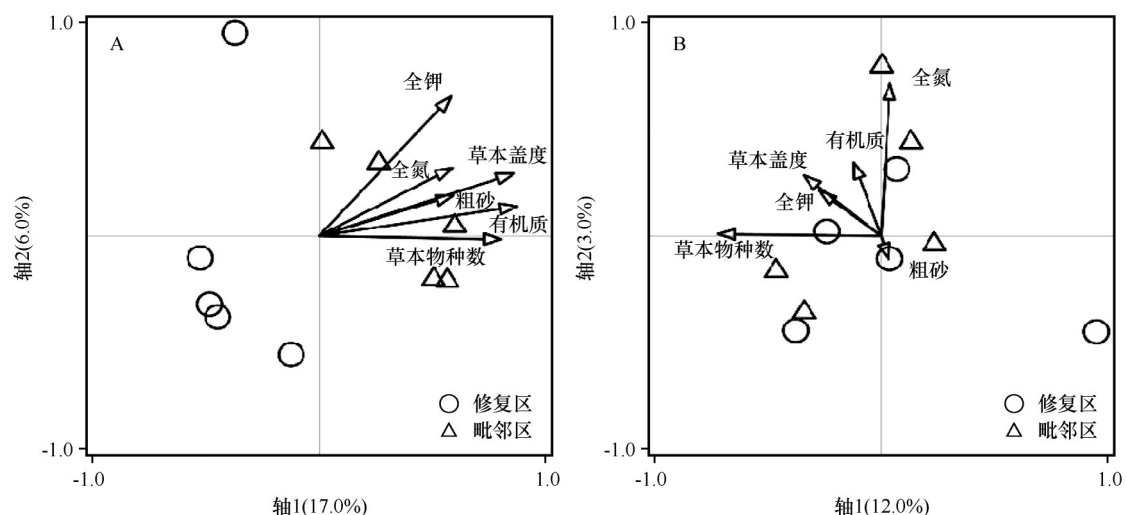 1.0
A
全钾
全氮
草本盖度
粗砂
有机质
草本物种数
轴2(6.0%)
修复区
毗邻区
-1.0
-1.0
1.0
轴1(17.0%)
1.0
B
全氮
有机质
草本盖度
全钾
草本物种数
粗砂
轴2(3.0%)
修复区
毗邻区
-1.0
-1.0
1.0
轴1(12.0%)